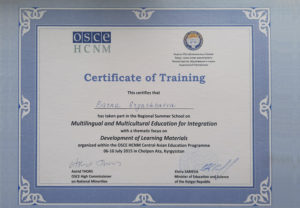 osce
HCNM
Certificate of Training
This certifies that
has taken part in the Regional Summer School on
Multilingual and Multicultural Education for Integration
with a thematic focus on
Development of Learning Materials
organized within the OSCE HCNM Central Asian Education Programme
06-10 July 2015 in Cholpon Ata, Kyrgyzstan
Astrid THORS
OSCE High Commissioner
on National Minorities
Elvira SARIEVA
Minister of Education and Science
of the Kyrgyz Republic